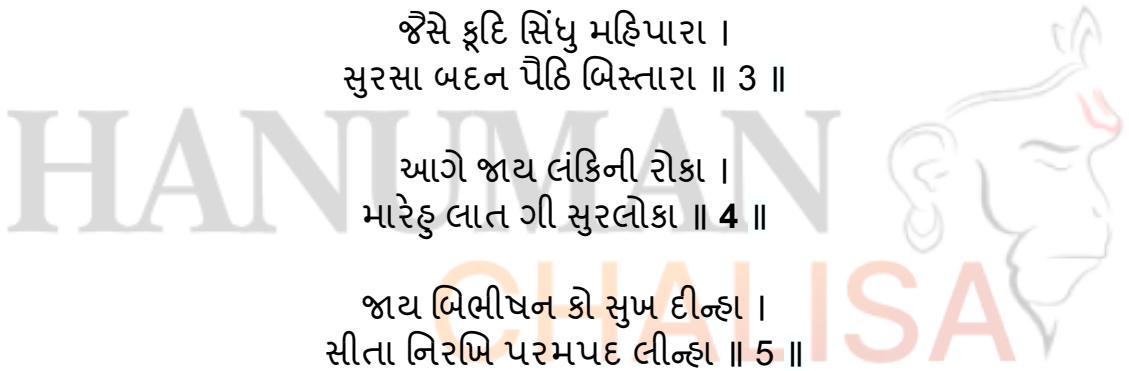 જૈસે કૂદિ સિંધુ મહિપારા ।
સુરસા બદન પૈઠિ બિસ્તારા ॥ 3 ॥
આગે જાય લંકિની રોકા ।
મારેહુ લાત ગી સુરલોકા ॥ 4 ॥
જાય બિભીષન કો સુખ દીન્હા ।
સીતા નિરખિ પરમપદ લીન્હા ॥ 5 ॥
HANUMAN
CHALISA